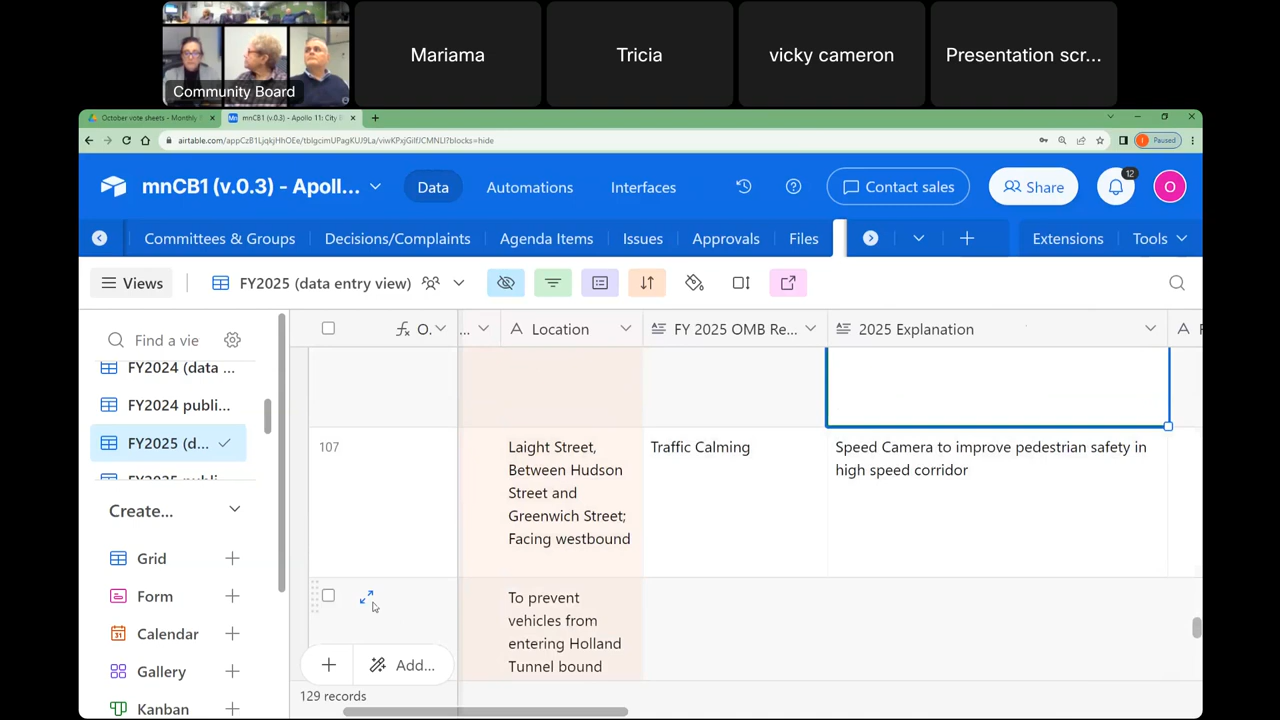 Community Board
Mariama
Tricia
vicky cameron
Presentation scr...
October vote sheets - Monthly
mnCB1 (v.0.3) - Apollo 11: City B
airtable.com/appCzB1LjqkjHhOEe/tblgcimUPagKUJ9La/viwKPxjGilfJCMNLI?blocks=hide
Paused
mnCB1 (v.0.3) - Apoll...
Data
Automations
Interfaces
Contact sales
Share
12
O
Committees & Groups
Decisions/Complaints
Agenda Items
Issues
Approvals
Files
Extensions
Tools
Views
FY2025 (data entry view)
Find a vie
FY2024 (data ...
FY2024 publi...
FY2025 (d...
FY2025 publi...
Create...
Grid
Form
Calendar
Gallery
Kanban
O.
...
Location
FY 2025 OMB Re...
2025 Explanation
107
Laight Street,
Between Hudson
Street and
Greenwich Street;
Facing westbound
Traffic Calming
Speed Camera to improve pedestrian safety in
high speed corridor
To prevent
vehicles from
entering Holland
Tunnel bound
Add...
129 records